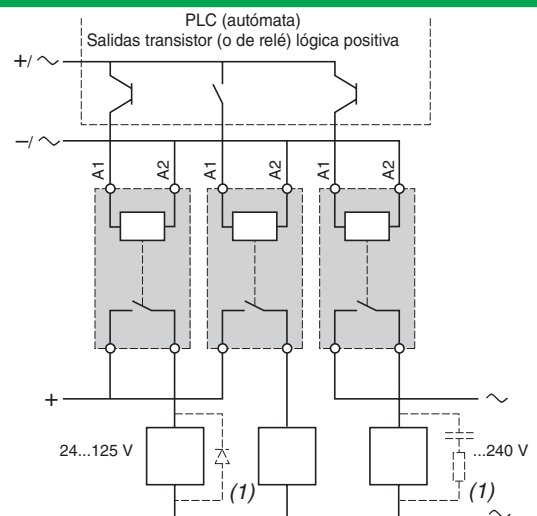 PLC (autómata)
Salidas transistor (o de relé) lógica positiva
+/ ~
–/ ~
A1 A2 A1 A2 A1 A2
+ ~
24...125 V ...240 V
(1) (1)
~